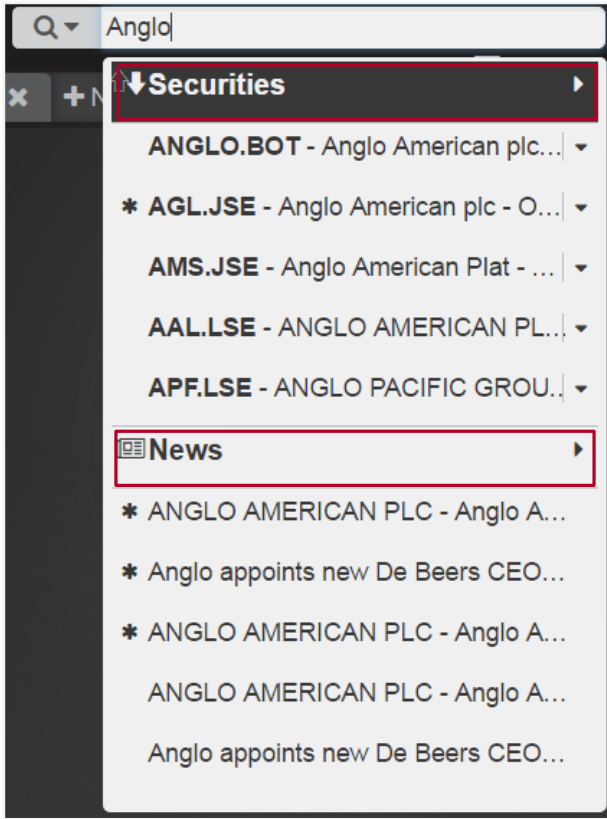 Anglo
N
Securities
ANGLO.BOT - Anglo American plc...
* AGL.JSE - Anglo American plc - O...
AMS.JSE - Anglo American Plat - ...
AAL.LSE - ANGLO AMERICAN PL...
APF.LSE - ANGLO PACIFIC GROU..
News
* ANGLO AMERICAN PLC - Anglo A...
* Anglo appoints new De Beers CEO...
* ANGLO AMERICAN PLC - Anglo A...
ANGLO AMERICAN PLC - Anglo A...
Anglo appoints new De Beers CEO...